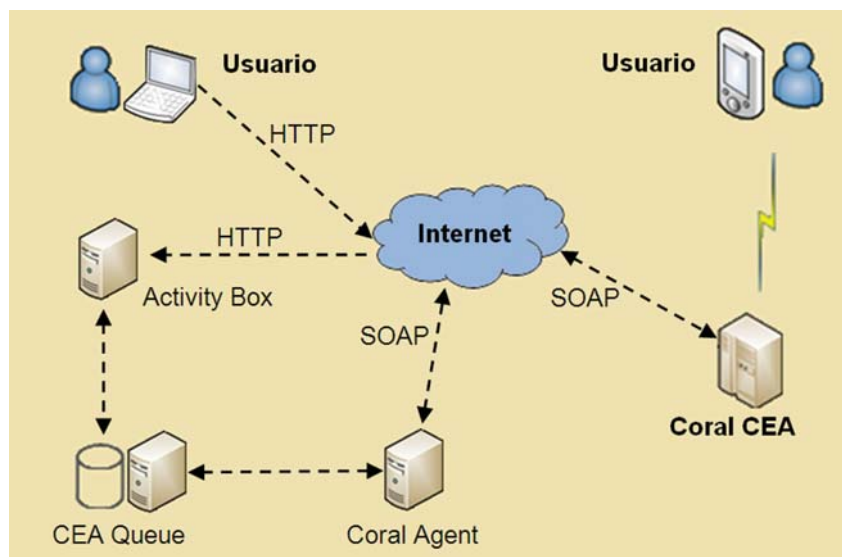 Usuario
Usuario
HTTP
Internet
HTTP
Activity Box
SOAP
SOAP
Coral CEA
CEA Queue
Coral Agent